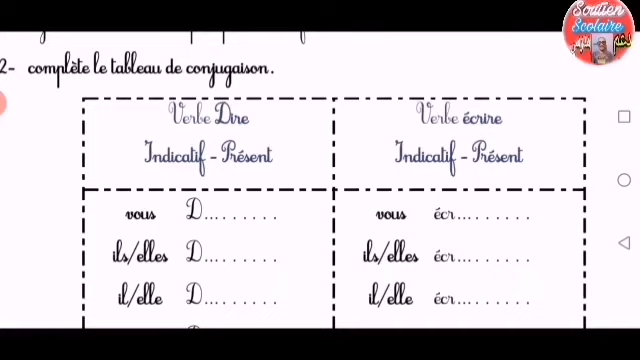 Soutien
Scolaire
2- complète le tableau de conjugaison.
Verbe Dire
Indicatif - Présent
Verbe écrire
Indicatif - Présent
vous D..........
écr..........
ils/elles D..........
ils/elles écr..........
il/elle D..........
il/elle écr..........